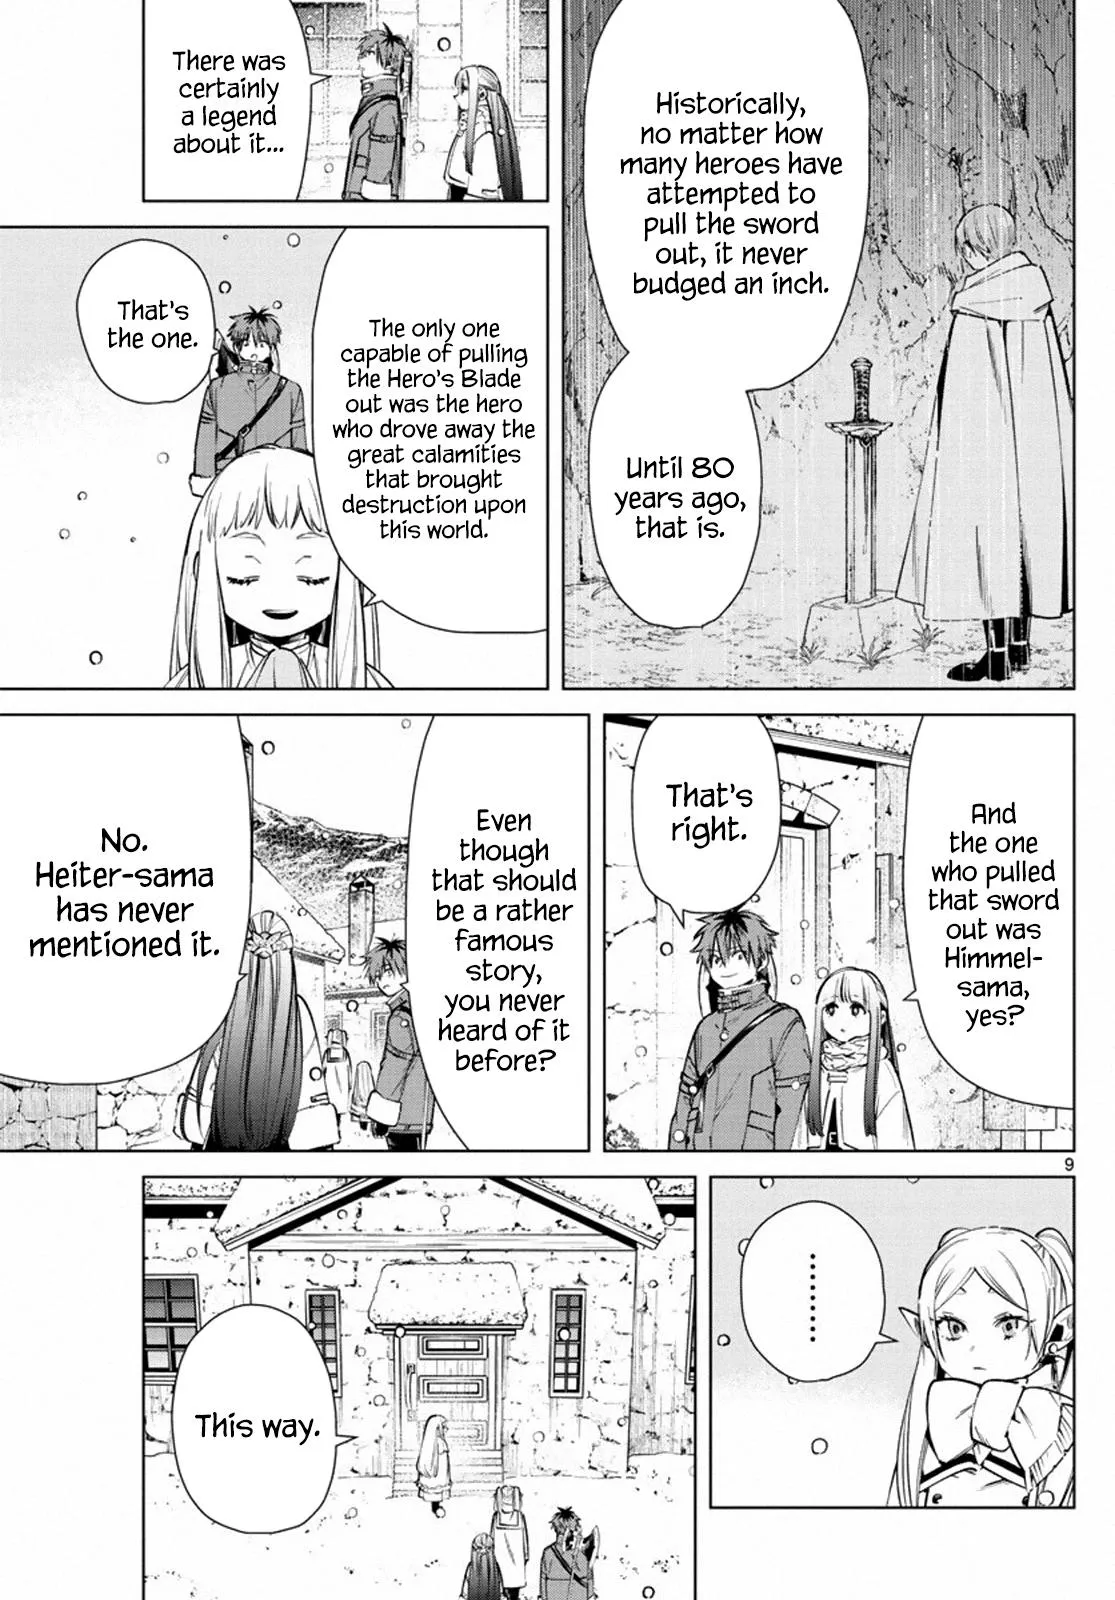 Historically,
no matter how
many heroes have
attempted to
pull the sword
out, it never
budged an inch.
Until 80
years ago,
that is.
There was
certainly
a legend
about it...
The only one
capable of pulling
the Hero's Blade
out was the hero
who drove away the
great calamities
that brought
destruction upon
this world.
That's
the one.
And
the one
who pulled
that sword
out was
Himmel-
sama,
yes?
That's
right.
Even
though
that should
be a rather
famous
story,
you never
heard of it
before?
No.
Heiter-sama
has never
mentioned it.
9
........
This way.